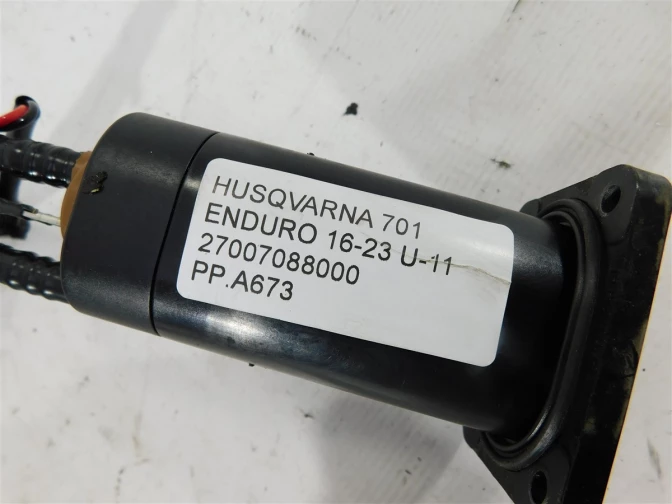 HUSQVARNA 701
ENDURO 16-23 U-11
27007088000
PP.A673